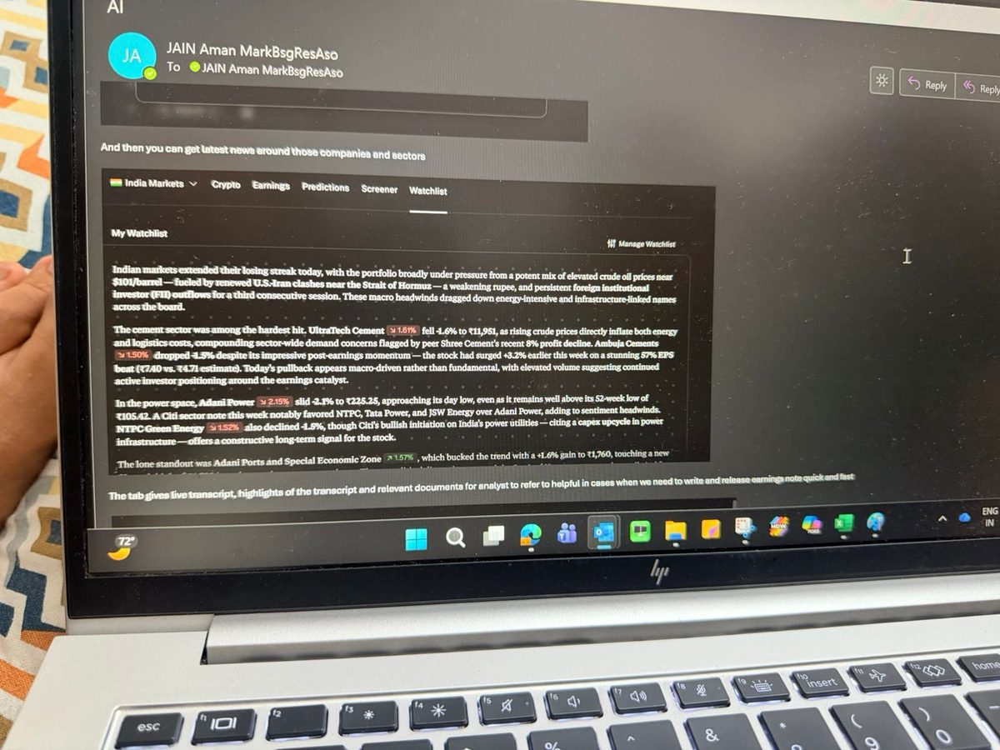 AI
JA
JAIN Aman MarkBsgResAso
To JAIN Aman MarkBsgResAso
Reply
Reply
And then you can get latest news around those companies and sectors
India Markets Crypto Earnings Predictions Screener Watchlist
My Watchlist
Manage Watchlist
Indian markets extended their losing streak today, with the portfolio broadly under pressure from a potent mix of elevated crude oil prices near
$101/barrel — fueled by renewed U.S.-Iran clashes near the Strait of Hormuz — a weakening rupee, and persistent foreign institutional
investor (FII) outflows for a third consecutive session. These macro headwinds dragged down energy-intensive and infrastructure-linked names
across the board.
The cement sector was among the hardest hit. UltraTech Cement ↘ 1.61% fell -1.6% to ₹11,951, as rising crude prices directly inflate both energy
and logistics costs, compounding sector-wide demand concerns flagged by peer Shree Cement's recent 8% profit decline. Ambuja Cements
↘ 1.50% dropped -1.5% despite its impressive post-earnings momentum — the stock had surged +3.2% earlier this week on a stunning 57% EPS
beat (₹7.40 vs. ₹4.71 estimate). Today's pullback appears macro-driven rather than fundamental, with elevated volume suggesting continued
active investor positioning around the earnings catalyst.
In the power space, Adani Power ↘ 2.15% slid -2.1% to ₹225.25, approaching its day low, even as it remains well above its 52-week low of
₹105.42. A Citi sector note this week notably favored NTPC, Tata Power, and JSW Energy over Adani Power, adding to sentiment headwinds.
NTPC Green Energy ↘ 1.52% also declined -1.5%, though Citi's bullish initiation on India's power utilities — citing a capex upcycle in power
infrastructure — offers a constructive long-term signal for the stock.
The lone standout was Adani Ports and Special Economic Zone ↗ 1.57% , which bucked the trend with a +1.6% gain to ₹1,760, touching a new
The tab gives live transcript, highlights of the transcript and relevant documents for analyst to refer to helpful in cases when we need to write and release earnings note quick and fast
72°
ENG
IN
hp
esc f1 f2 f3 f4 f5 f6 f7 f8 f9 f10 insert f11 f12 home
% ^ & * ( 9 ) 0